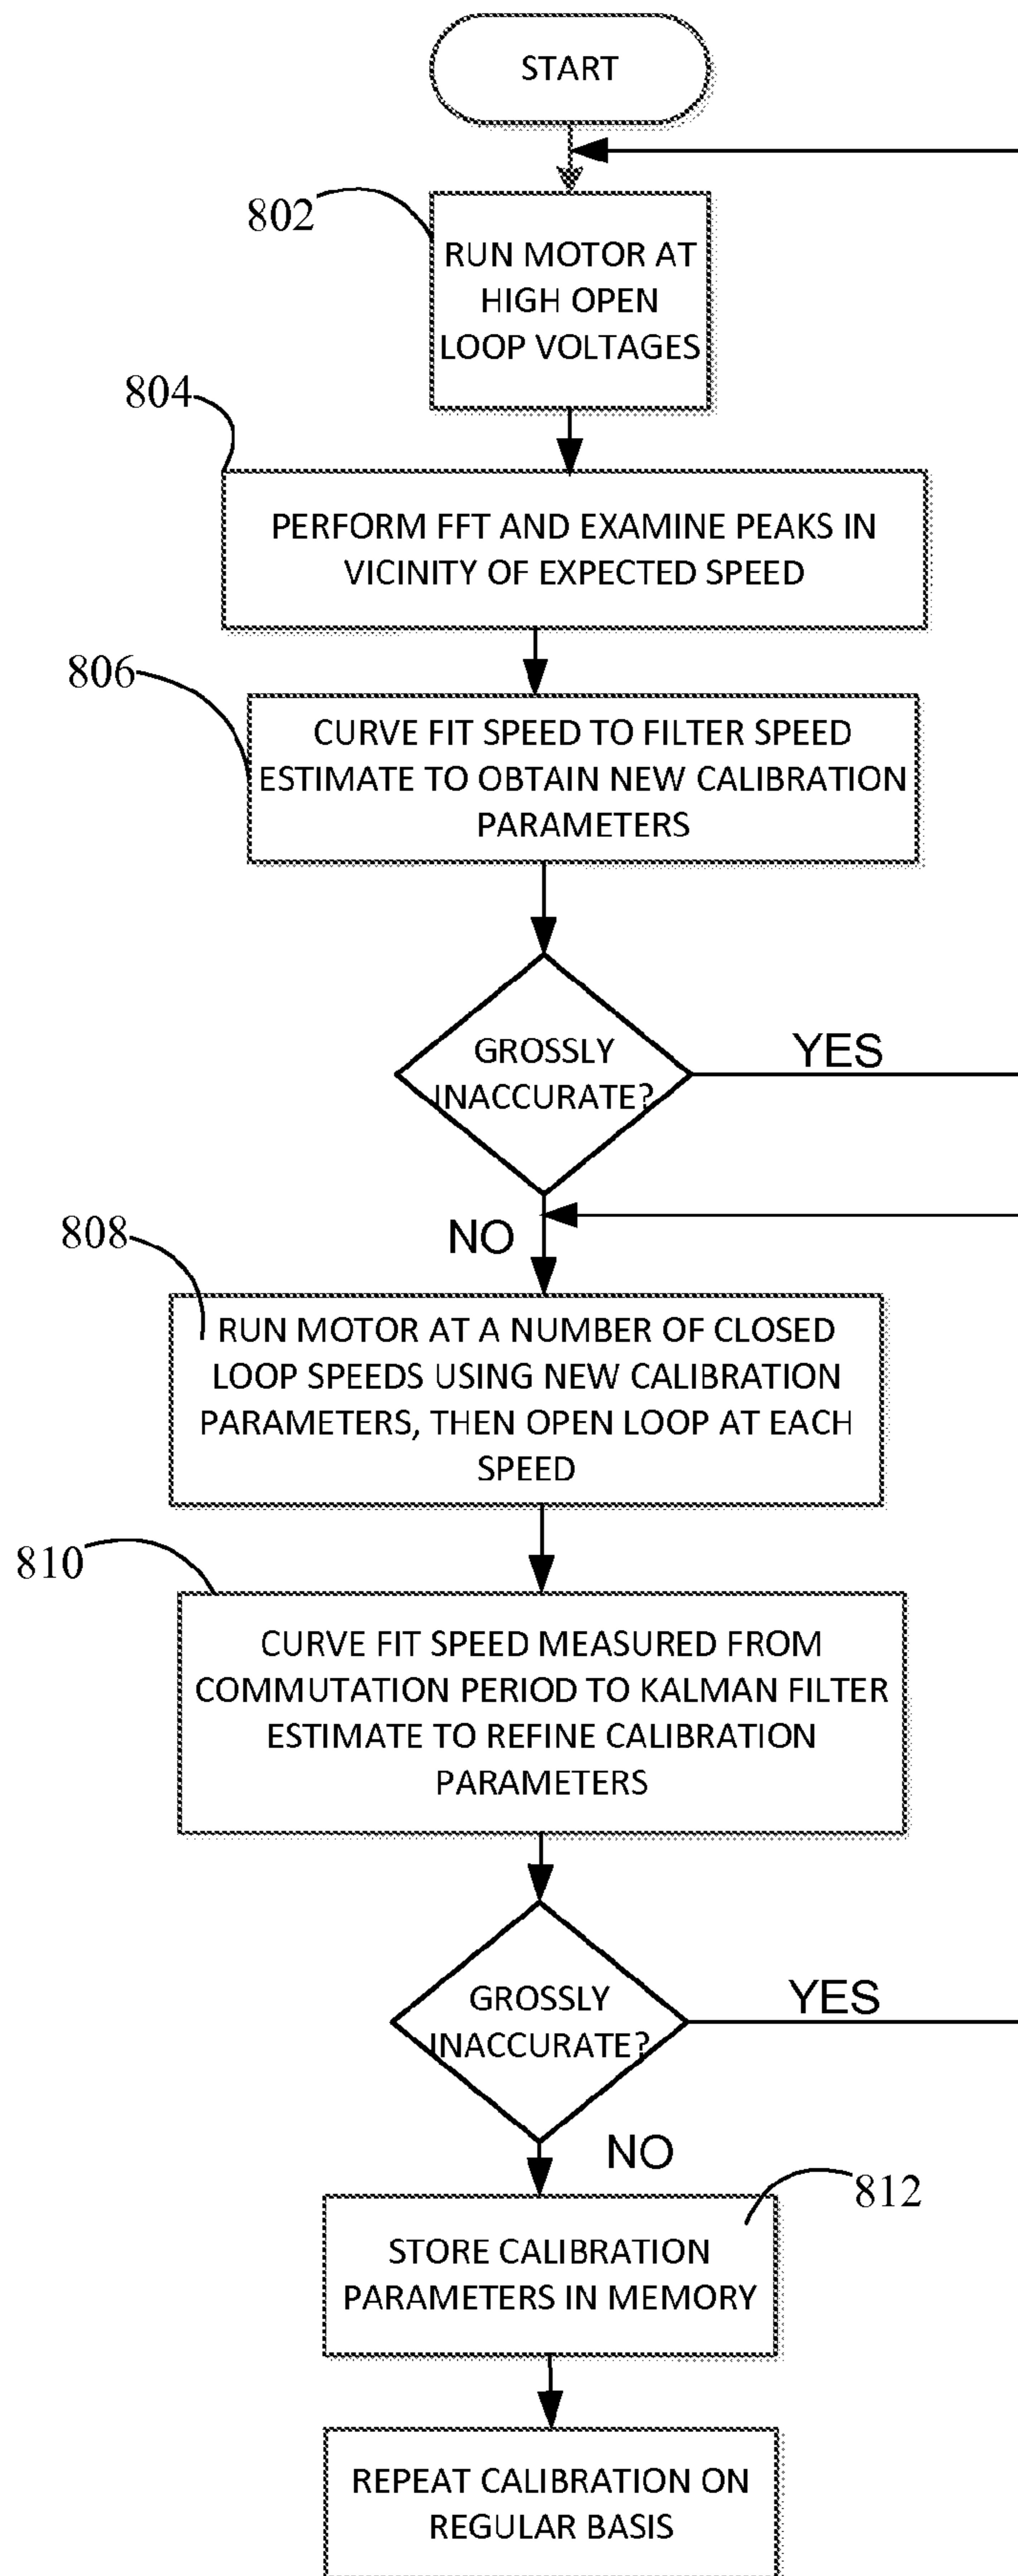 START
802
RUN MOTOR AT
HIGH OPEN
LOOP VOLTAGES
804
PERFORM FFT AND EXAMINE PEAKS IN
VICINITY OF EXPECTED SPEED
806
CURVE FIT SPEED TO FILTER SPEED
ESTIMATE TO OBTAIN NEW CALIBRATION
PARAMETERS
GROSSLY
INACCURATE?
YES
NO
808
RUN MOTOR AT A NUMBER OF CLOSED
LOOP SPEEDS USING NEW CALIBRATION
PARAMETERS, THEN OPEN LOOP AT EACH
SPEED
810
CURVE FIT SPEED MEASURED FROM
COMMUTATION PERIOD TO KALMAN FILTER
ESTIMATE TO REFINE CALIBRATION
PARAMETERS
GROSSLY
INACCURATE?
YES
NO
812
STORE CALIBRATION
PARAMETERS IN MEMORY
REPEAT CALIBRATION ON
REGULAR BASIS